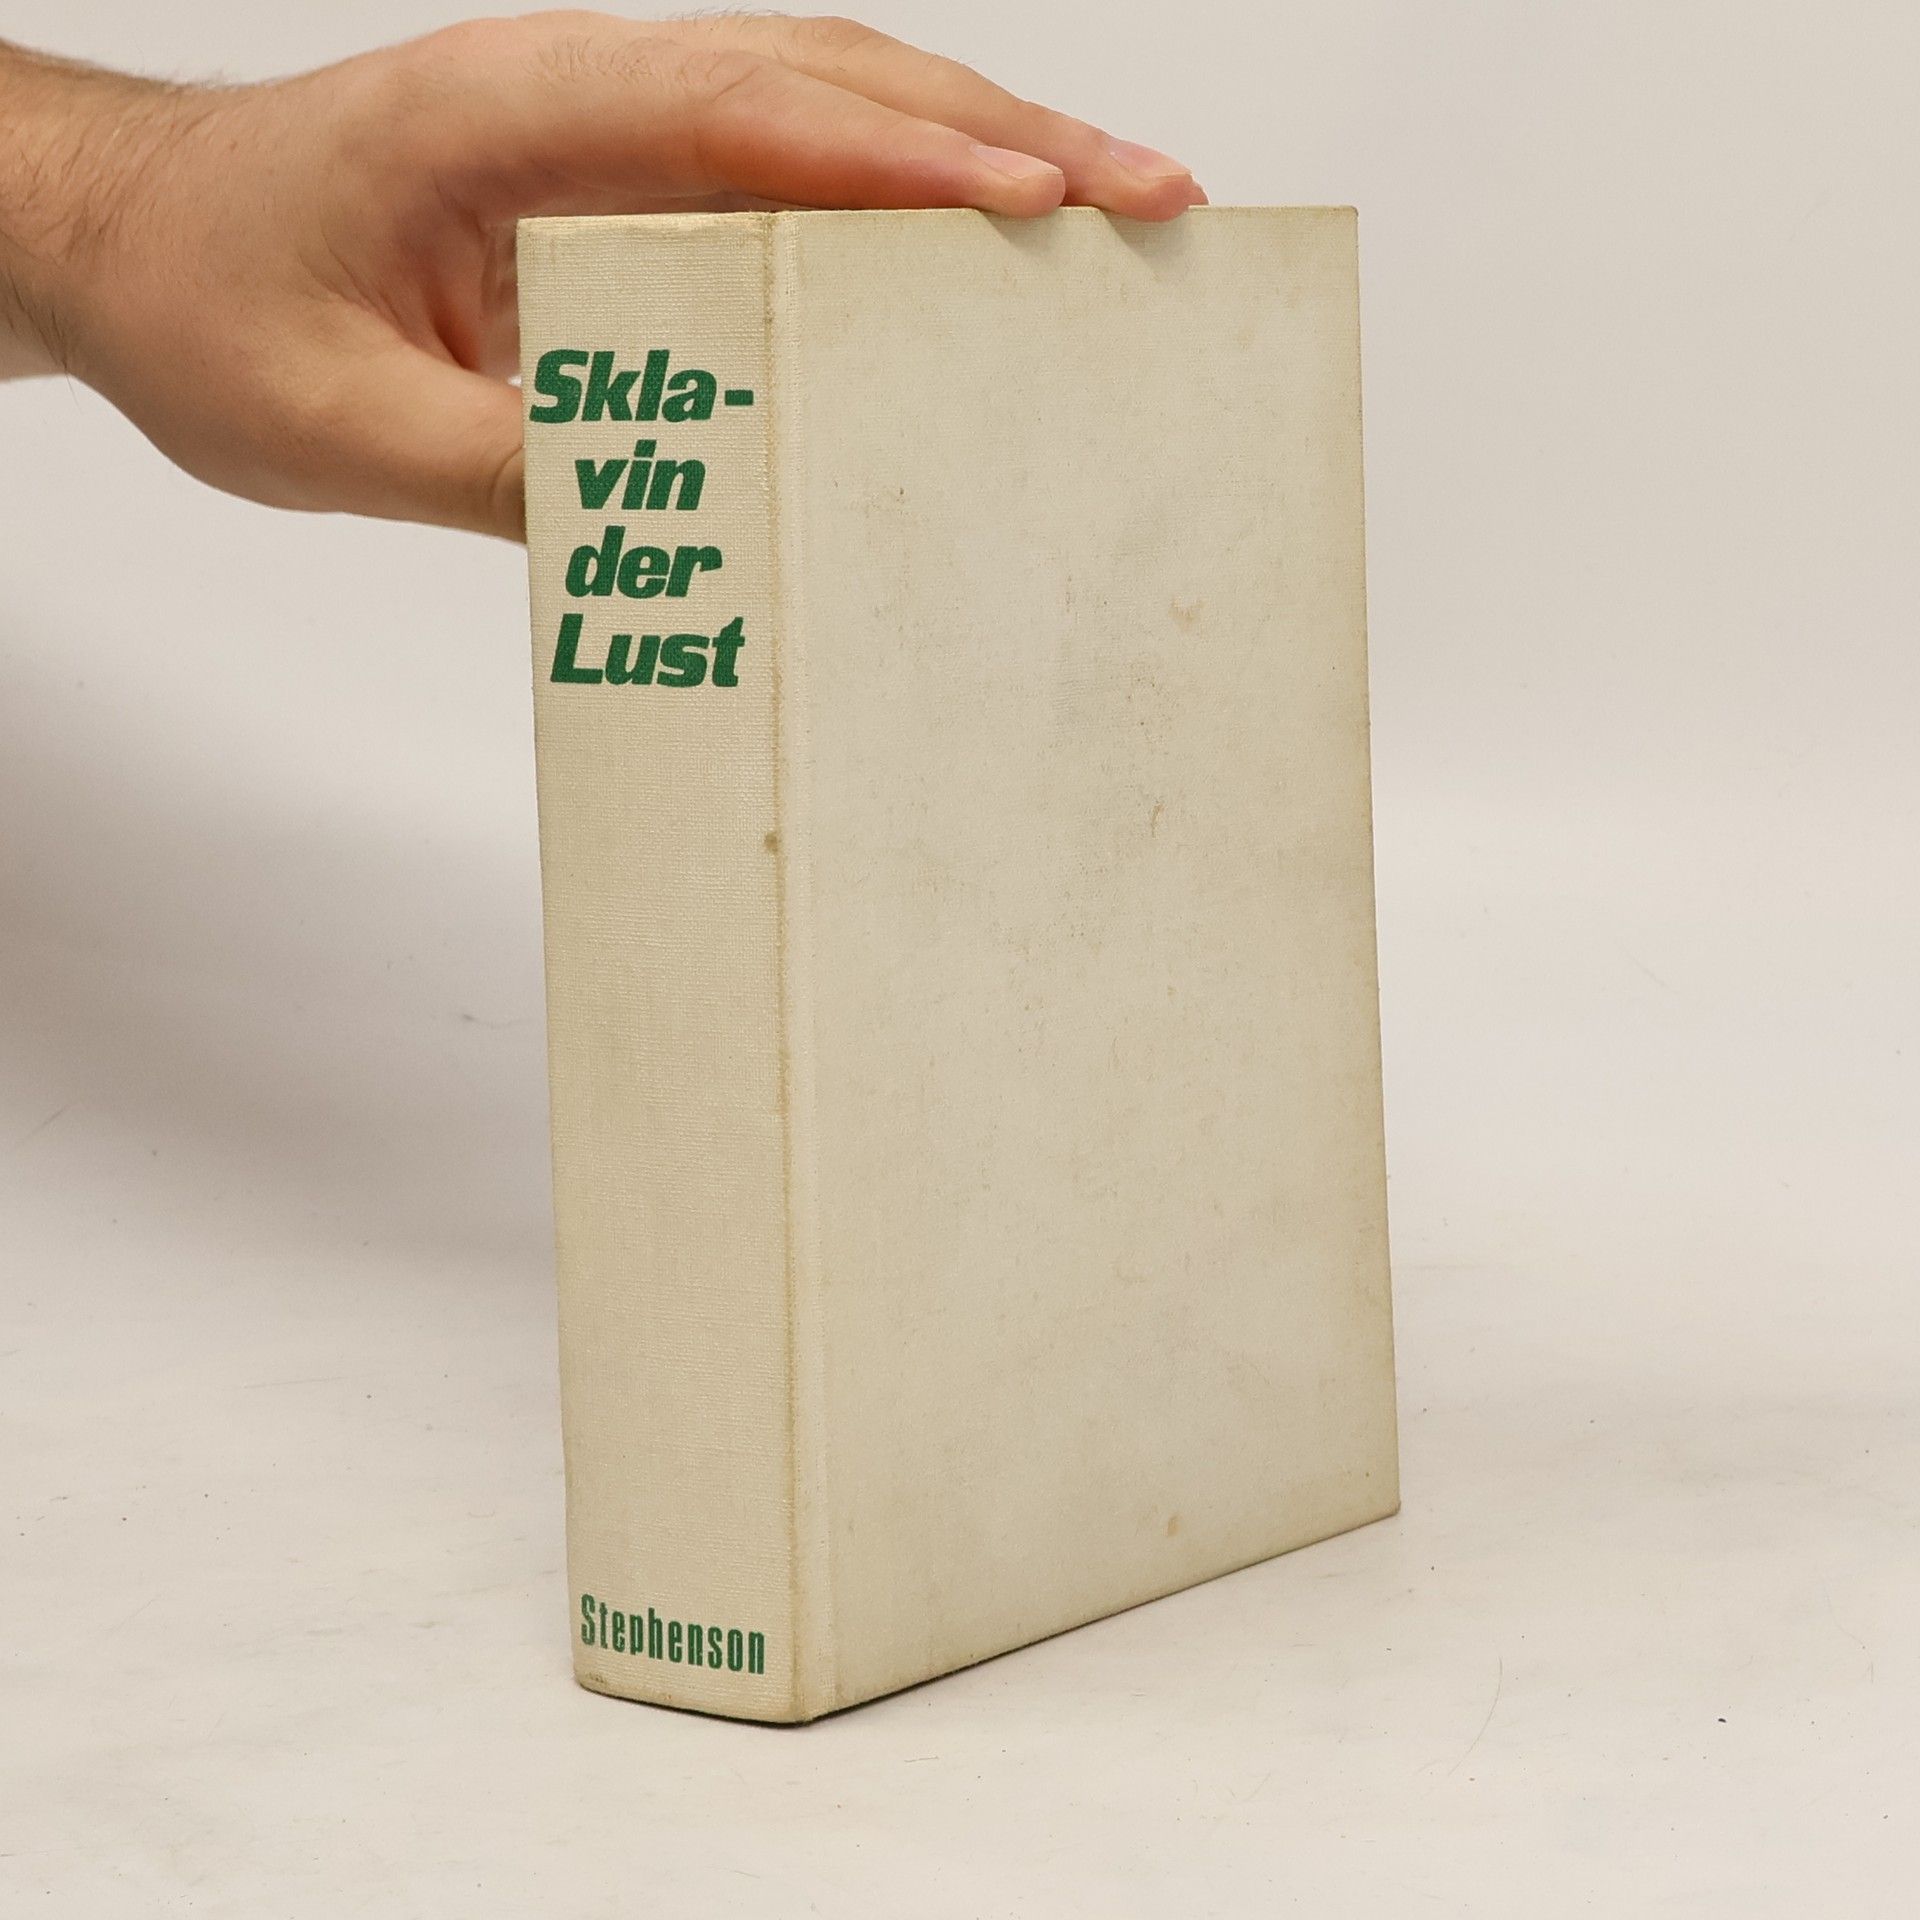 Skla-
vin
der
Lust
Stephenson